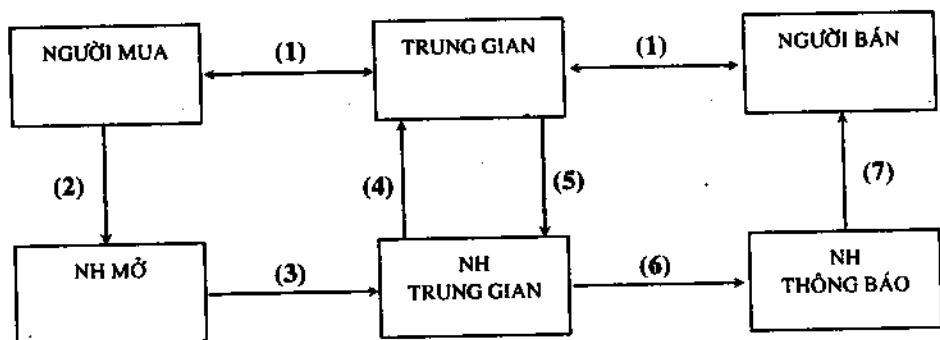 NGƯỜI MUA
(1)
TRUNG GIAN
(1)
NGƯỜI BÁN
(2)
(4)
(5)
(7)
NH MỞ
(3)
NH
TRUNG GIAN
(6)
NH
THÔNG BÁO